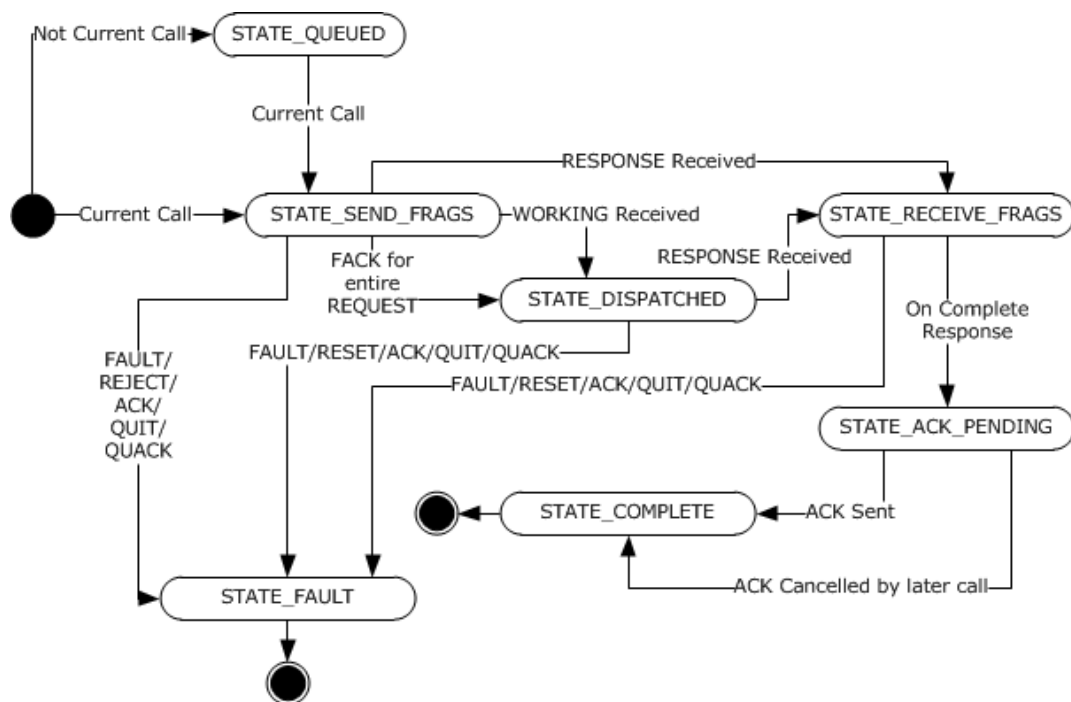 Not Current Call
STATE_QUEUED
Current Call
RESPONSE Received
Current Call
STATE_SEND_FRAGS
WORKING Received
STATE_RECEIVE_FRAGS
FACK for
entire
REQUEST
RESPONSE Received
STATE_DISPATCHED
On Complete
Response
FAULT/RESET/ACK/QUIT/QUACK
FAULT/
REJECT/
ACK/
QUIT/
QUACK
FAULT/RESET/ACK/QUIT/QUACK
STATE_ACK_PENDING
STATE_COMPLETE
ACK Sent
ACK Cancelled by later call
STATE_FAULT